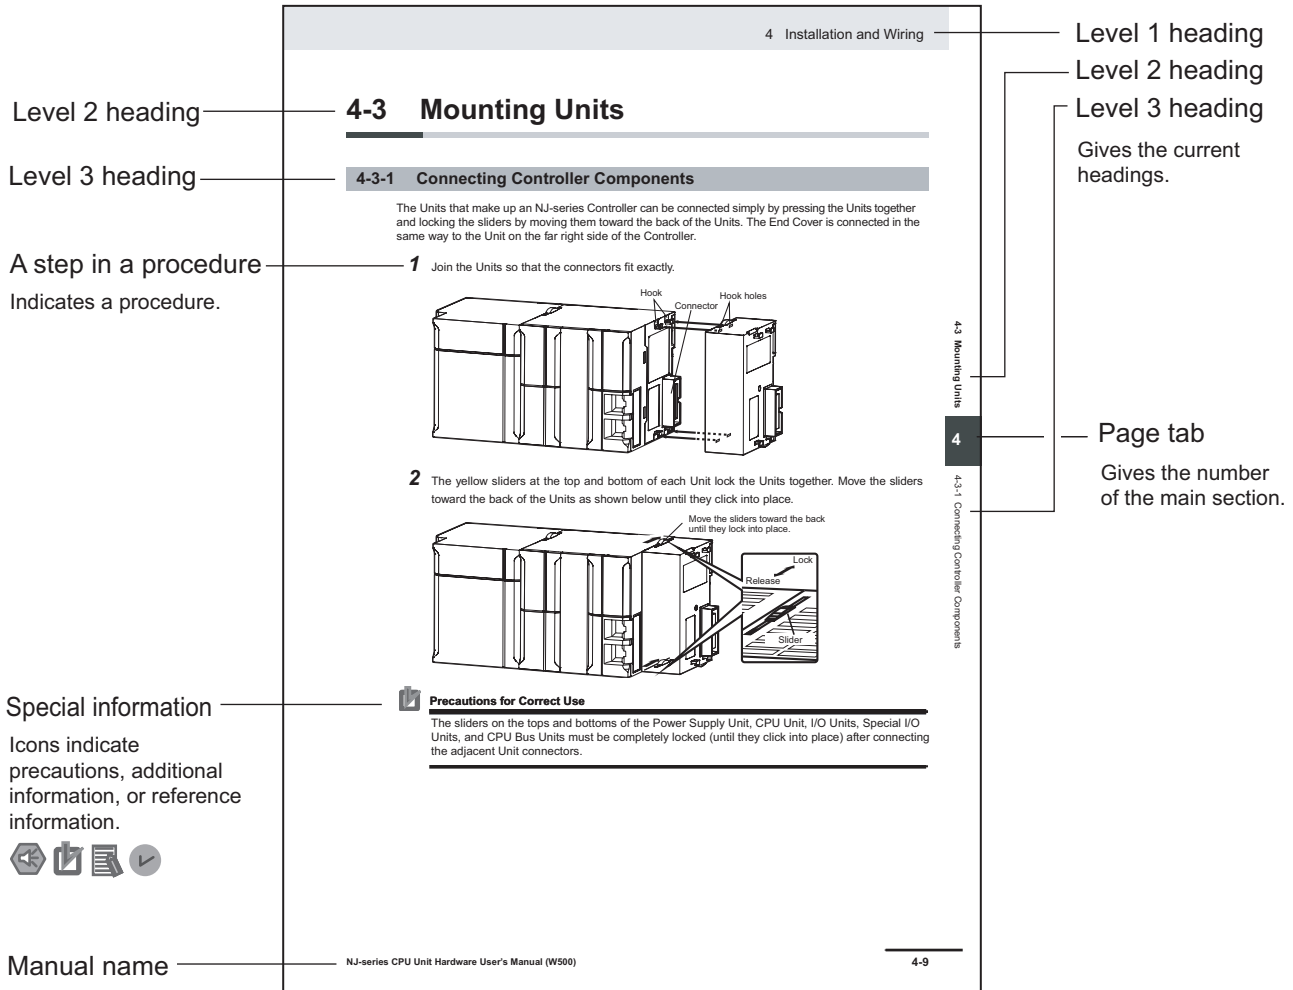 4 Installation and Wiring
Level 1 heading
Level 2 heading
Level 3 heading
Gives the current
headings.
Level 2 heading
4-3 Mounting Units
Level 3 heading
4-3-1 Connecting Controller Components
The Units that make up an NJ-series Controller can be connected simply by pressing the Units together
and locking the sliders by moving them toward the back of the Units. The End Cover is connected in the
same way to the Unit on the far right side of the Controller.
A step in a procedure
Indicates a procedure.
1 Join the Units so that the connectors fit exactly.
Hook
Connector
Hook holes
4-3 Mounting Units
4
4-3-1 Connecting Controller Components
Page tab
Gives the number
of the main section.
2 The yellow sliders at the top and bottom of each Unit lock the Units together. Move the sliders
toward the back of the Units as shown below until they click into place.
Move the sliders toward the back
until they lock into place.
Lock
Release
Slider
Special information
Icons indicate
precautions, additional
information, or reference
information.
Precautions for Correct Use
The sliders on the tops and bottoms of the Power Supply Unit, CPU Unit, I/O Units, Special I/O
Units, and CPU Bus Units must be completely locked (until they click into place) after connecting
the adjacent Unit connectors.
Manual name
NJ-series CPU Unit Hardware User's Manual (W500)
4-9